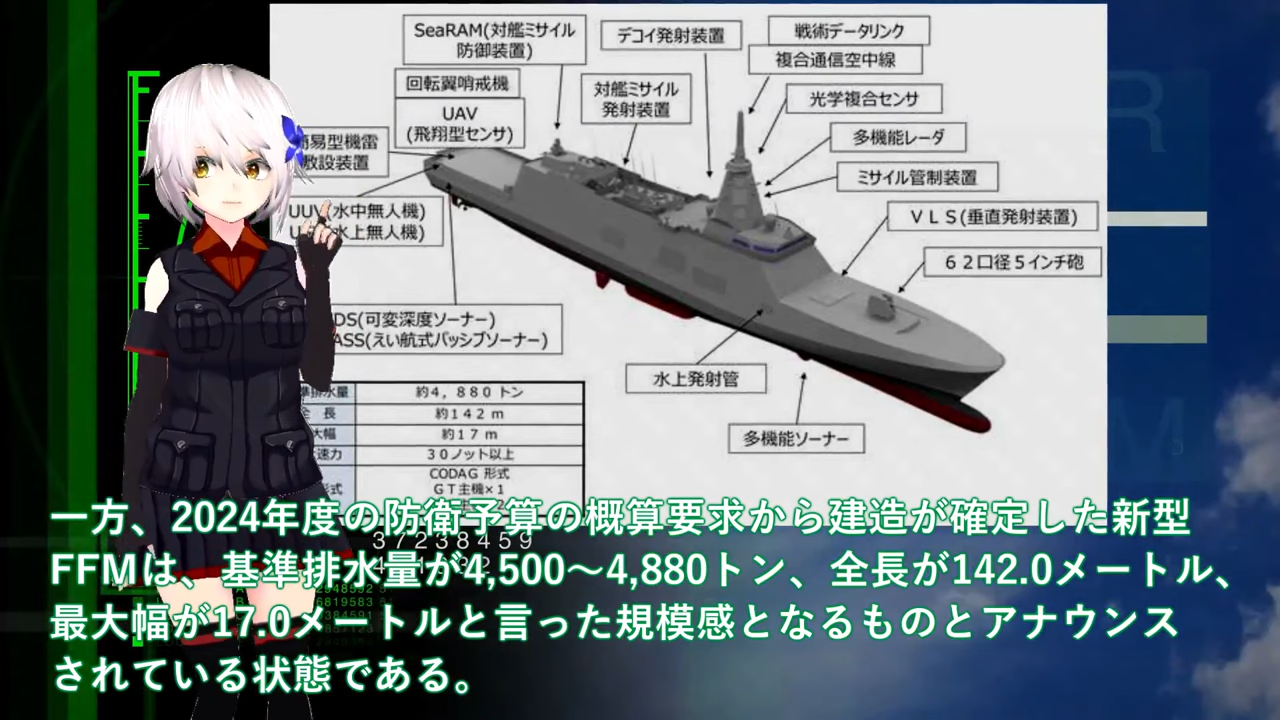 SeaRAM(対艦ミサイル
防御装置)
デコイ発射装置
戦術データリンク
複合通信空中線
回転翼哨戒機
対艦ミサイル
発射装置
光学複合センサ
UAV
(飛翔型センサ)
多機能レーダ
易型機雷
敷設装置
ミサイル管制装置
UUV(水中無人機)
水上無人機)
VLS(垂直発射装置)
62口径5インチ砲
DS(可変深度ソーナー)
ASS(えい航式パッシブソーナー)
水上発射管
多機能ソーナー
準排水量 約4,880トン
全長 約142m
大幅 約17m
速力 30ノット以上
CODAG 形式
形式 GT主機×1
一方、2024年度の防衛予算の概算要求から建造が確定した新型
FFMは、基準排水量が4,500〜4,880トン、全長が142.0メートル、
最大幅が17.0メートルと言った規模感となるものとアナウンス
されている状態である。
37238459